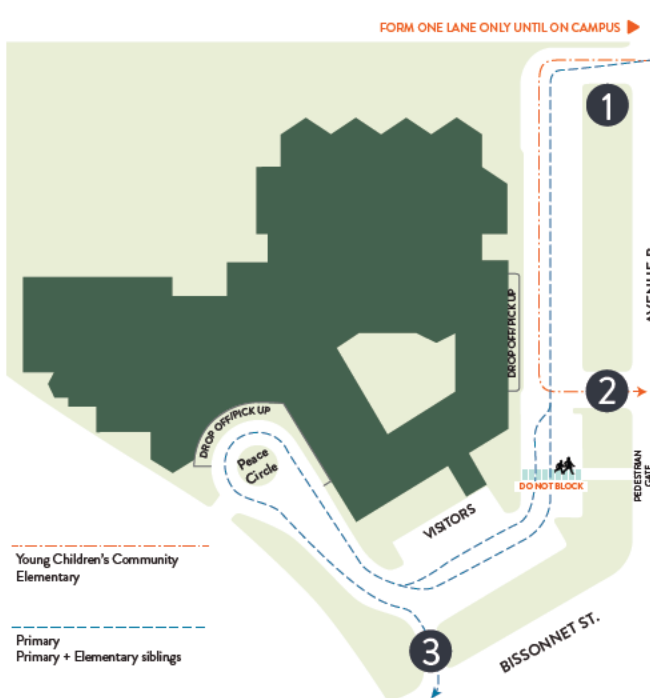 FORM ONE LANE ONLY UNTIL ON CAMPUS
1
DROP OFF/PICK UP
2
DROP OFF/PICK UP
Peace
Circle
PEDESTRIAN
GATE
DO NOT BLOCK
VISITORS
Young Children's Community
Elementary
Primary
Primary + Elementary siblings
3
BISSONNET ST.
AVENUE